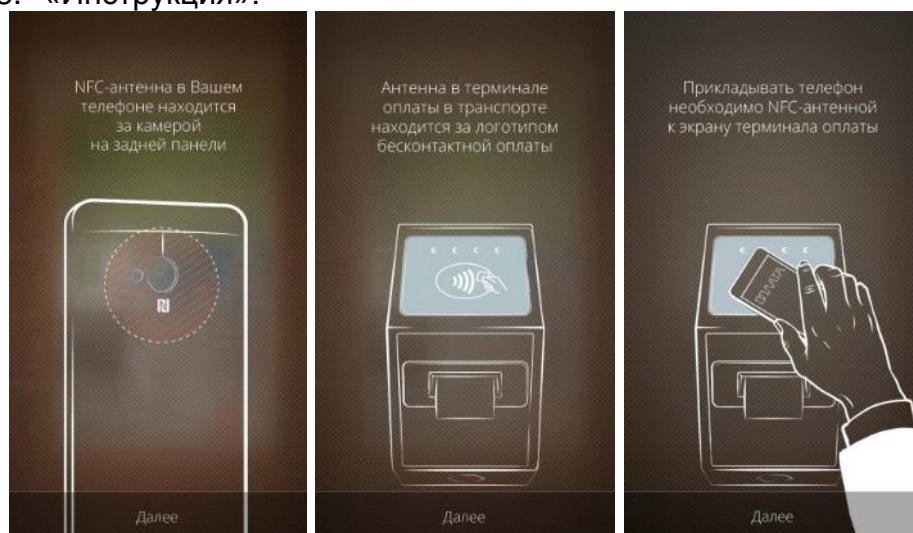 «Инструкция».
NFC-антенна в Вашем
телефоне находится
за камерой
на задней панели
Далее
Антенна в терминале
оплаты в транспорте
находится за логотипом
бесконтактной оплаты
Далее
Прикладывать телефон
необходимо NFC-антенной
к экрану терминала оплаты
ОПЛАТА
Далее